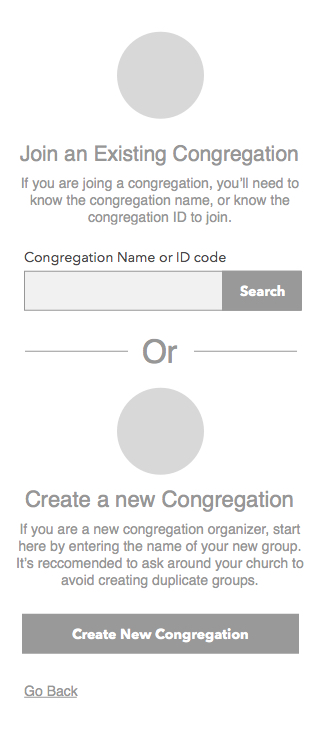 Join an Existing Congregation
If you are joing a congregation, you'll need to
know the congregation name, or know the
congregation ID to join.
Congregation Name or ID code
Search
Or
Create a new Congregation
If you are a new congregation organizer, start
here by entering the name of your new group.
It's reccomended to ask around your church to
avoid creating duplicate groups.
Create New Congregation
Go Back